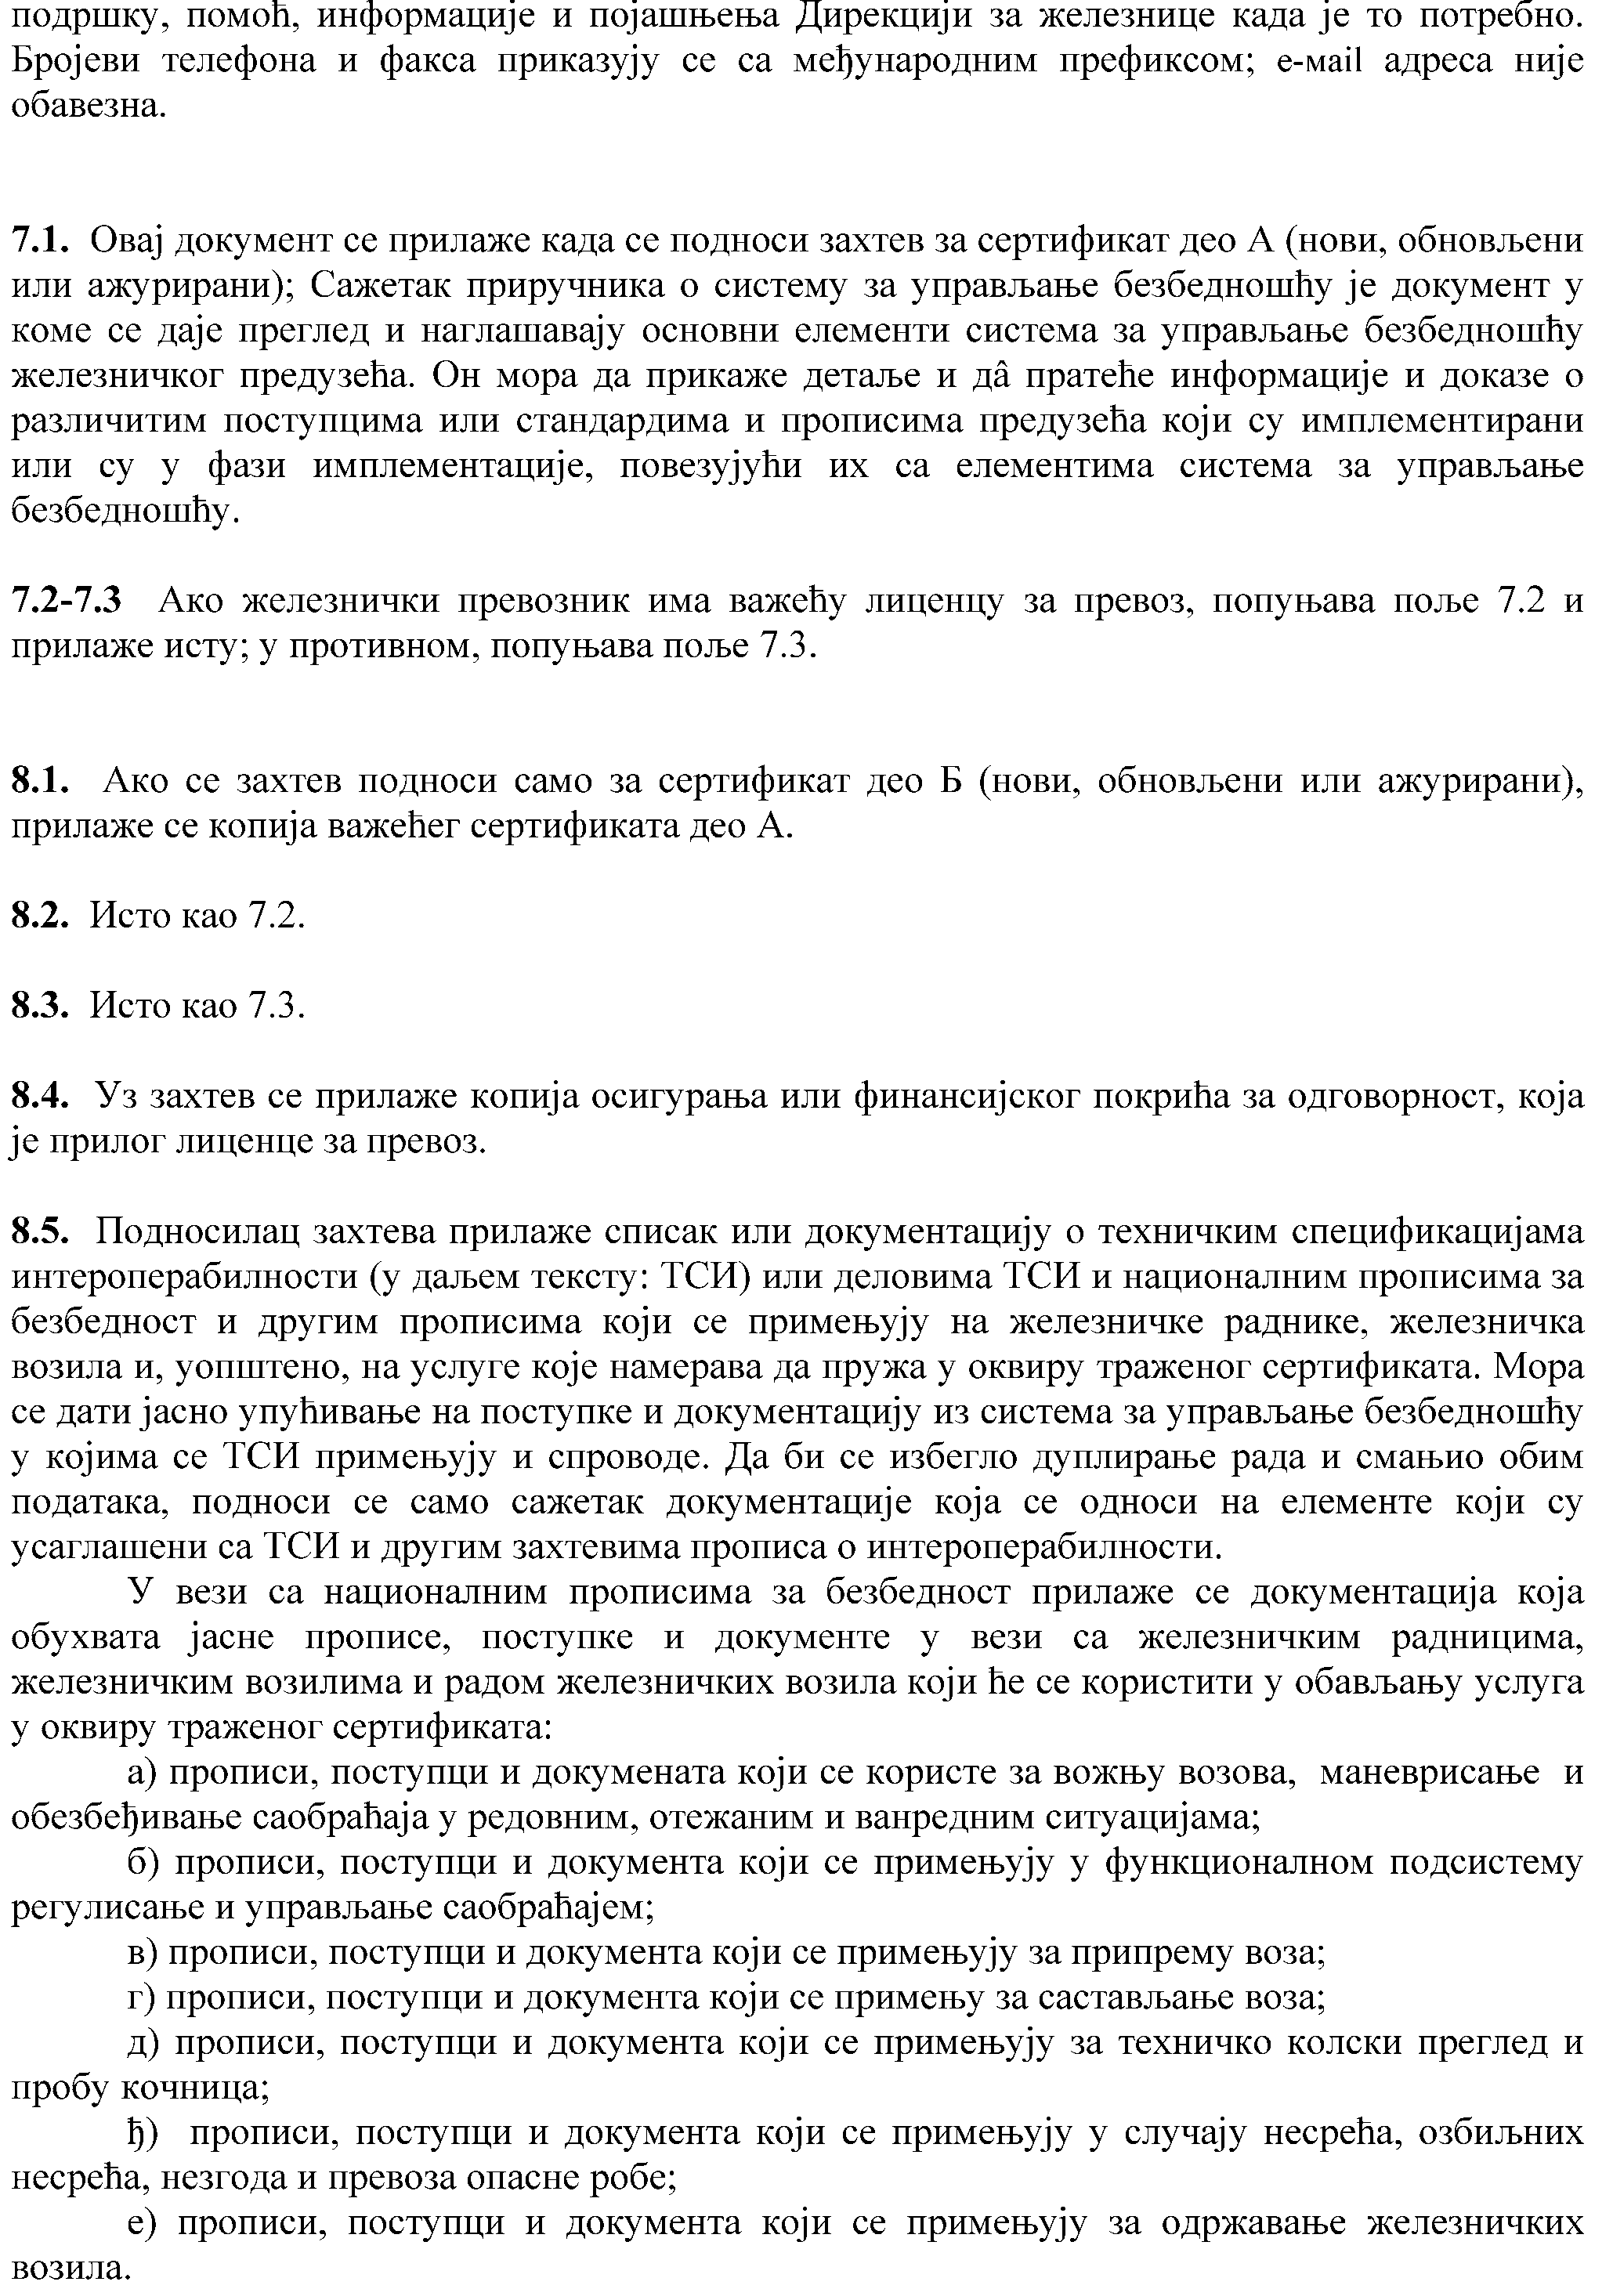 подршку, помоћ, информације и појашњења Дирекцији за железнице када је то потребно.
Бројеви телефона и факса приказују се са међународним префиксом; е-маil адреса није
обавезна.
7.1. Овај документ се прилаже када се подноси захтев за сертификат део А (нови, обновљени
или ажурирани); Сажетак приручника о систему за управљање безбедношћу је документ у
коме се даје преглед и наглашавају основни елементи система за управљање безбедношћу
железничког предузећа. Он мора да прикаже детаље и дâ пратеће информације и доказе о
различитим поступцима или стандардима и прописима предузећа који су имплементирани
или су у фази имплементације, повезујући их са елементима система за управљање
безбедношћу.
7.2-7.3 Ако железнички превозник има важећу лиценцу за превоз, попуњава поље 7.2 и
прилаже исту; у противном, попуњава поље 7.3.
8.1. Ако се захтев подноси само за сертификат део Б (нови, обновљени или ажурирани),
прилаже се копија важећег сертификата део А.
8.2. Исто као 7.2.
8.3. Исто као 7.3.
8.4. Уз захтев се прилаже копија осигурања или финансијског покрића за одговорност, која
је прилог лиценце за превоз.
8.5. Подносилац захтева прилаже списак или документацију о техничким спецификацијама
интероперабилности (у даљем тексту: ТСИ) или деловима ТСИ и националним прописима за
безбедност и другим прописима који се примењују на железничке раднике, железничка
возила и, уопштено, на услуге које намерава да пружа у оквиру траженог сертификата. Мора
се дати јасно упућивање на поступке и документацију из система за управљање безбедношћу
у којима се ТСИ примењују и спроводе. Да би се избегло дуплирање рада и смањио обим
података, подноси се само сажетак документације која се односи на елементе који су
усаглашени са ТСИ и другим захтевима прописа о интероперабилности.
У вези са националним прописима за безбедност прилаже се документација која
обухвата јасне прописе, поступке и документе у вези са железничким радницима,
железничким возилима и радом железничких возила који ће се користити у обављању услуга
у оквиру траженог сертификата:
а) прописи, поступци и докумената који се користе за вожњу возова, маневрисање и
обезбеђивање саобраћаја у редовним, отежаним и ванредним ситуацијама;
б) прописи, поступци и документа који се примењују у функционалном подсистему
регулисање и управљање саобраћајем;
в) прописи, поступци и документа који се примењују за припрему воза;
г) прописи, поступци и документа који се примењу за састављање воза;
д) прописи, поступци и документа који се примењују за техничко колски преглед и
пробу кочница;
ђ) прописи, поступци и документа који се примењују у случају несрећа, озбиљних
несрећа, незгода и превоза опасне робе;
е) прописи, поступци и документа који се примењују за одржавање железничких
возила.